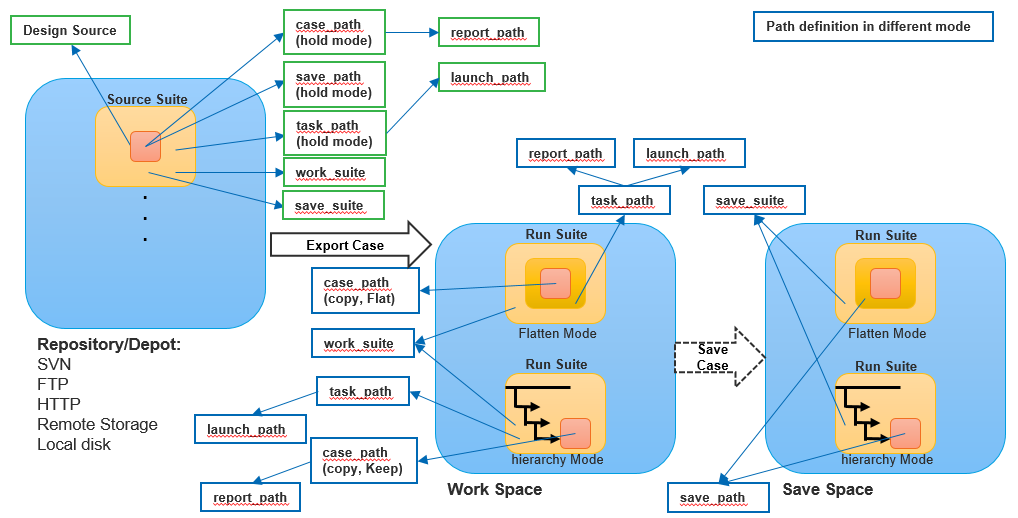 Design Source
case_path
(hold mode)
report_path
Path definition in different mode
save_path
(hold mode)
launch_path
Source Suite
task_path
(hold mode)
work_suite
save_suite
.
.
.
report_path
launch_path
task_path
save_suite
Export Case
Run Suite
Flatten Mode
Run Suite
hierarchy Mode
case_path
(copy, Flat)
work_suite
task_path
launch_path
case_path
(copy, Keep)
report_path
Repository/Depot:
SVN
FTP
HTTP
Remote Storage
Local disk
Work Space
Save
Case
Run Suite
Flatten Mode
Run Suite
hierarchy Mode
save_path
Save Space